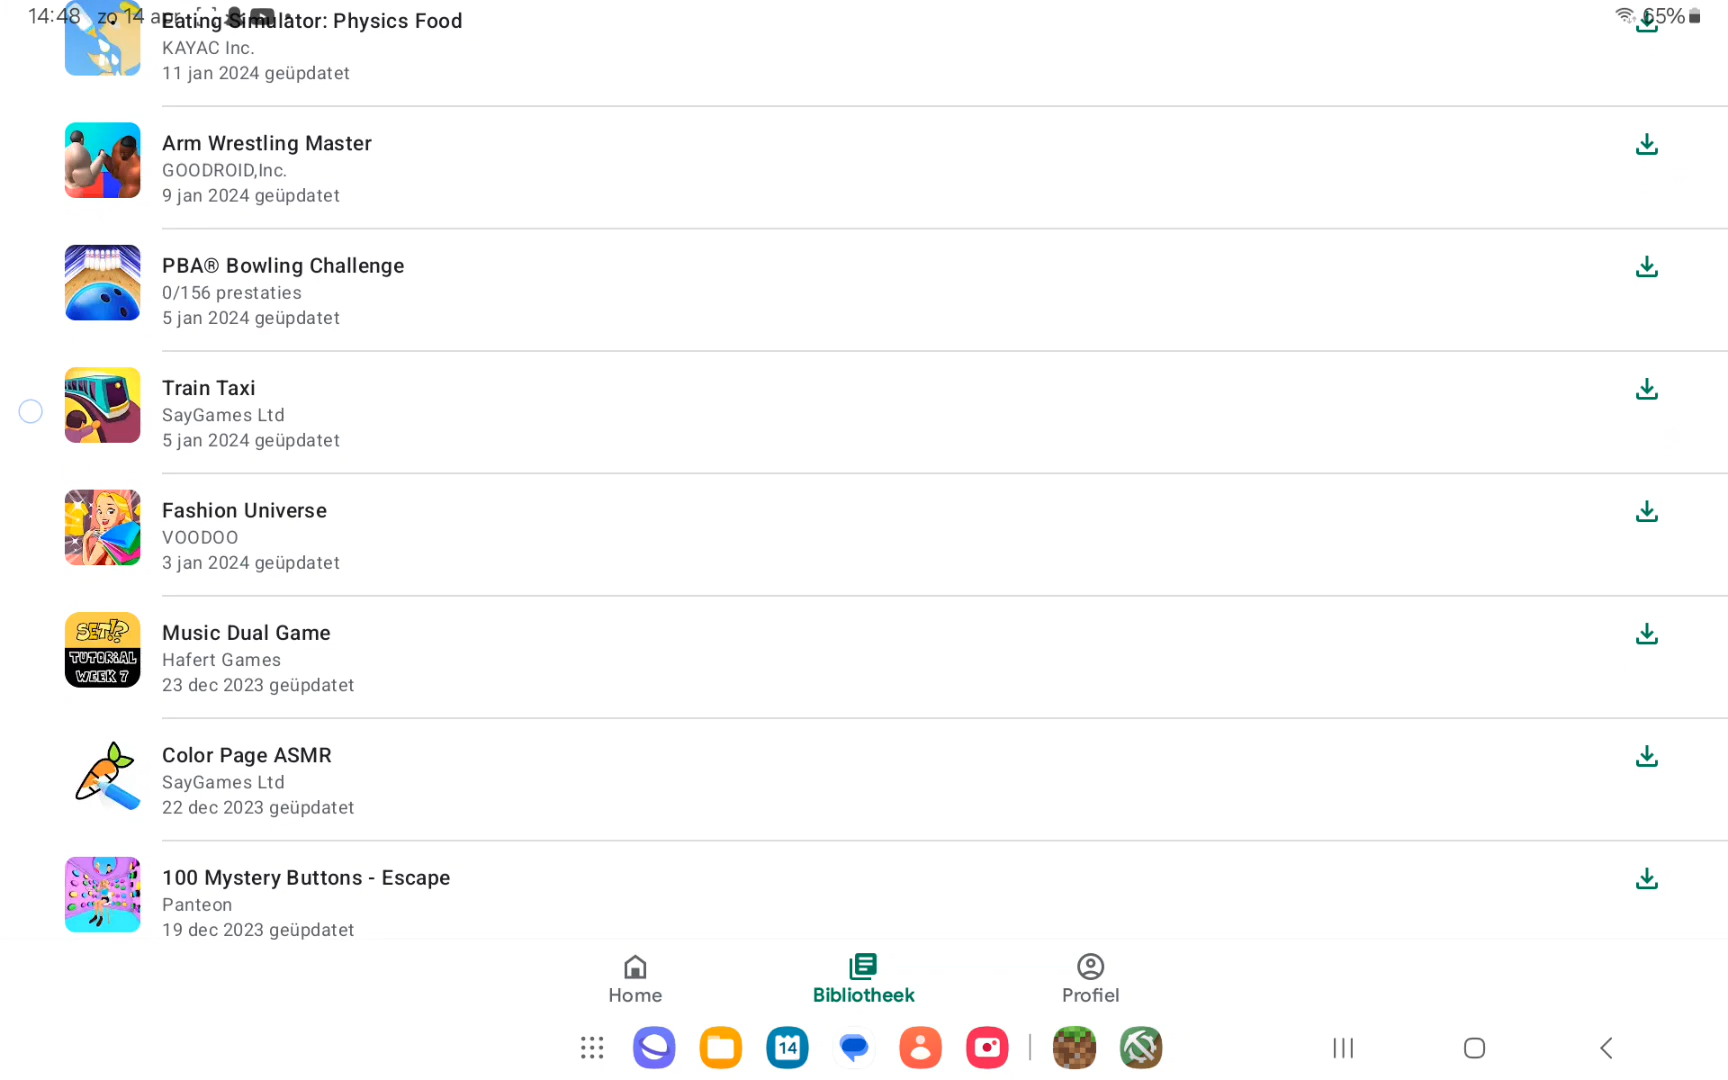 14:48 zo 14 apr
65%
Eating Simulator: Physics Food
KAYAC Inc.
11 jan 2024 geüpdatet
Arm Wrestling Master
GOODROID,Inc.
9 jan 2024 geüpdatet
PBA® Bowling Challenge
0/156 prestaties
5 jan 2024 geüpdatet
Train Taxi
SayGames Ltd
5 jan 2024 geüpdatet
Fashion Universe
VOODOO
3 jan 2024 geüpdatet
SET!?
TUTORIAL
WEEK 7
Music Dual Game
Hafert Games
23 dec 2023 geüpdatet
Color Page ASMR
SayGames Ltd
22 dec 2023 geüpdatet
100 Mystery Buttons - Escape
Panteon
19 dec 2023 geüpdatet
Home
Bibliotheek
Profiel
14